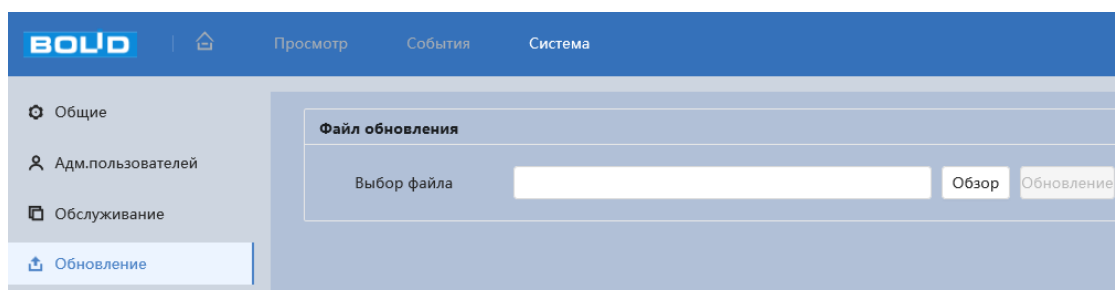 BOLID Просмотр События Система
Общие
Файл обновления
Адм.пользователей
Выбор файла Обзор Обновление
Обслуживание
Обновление